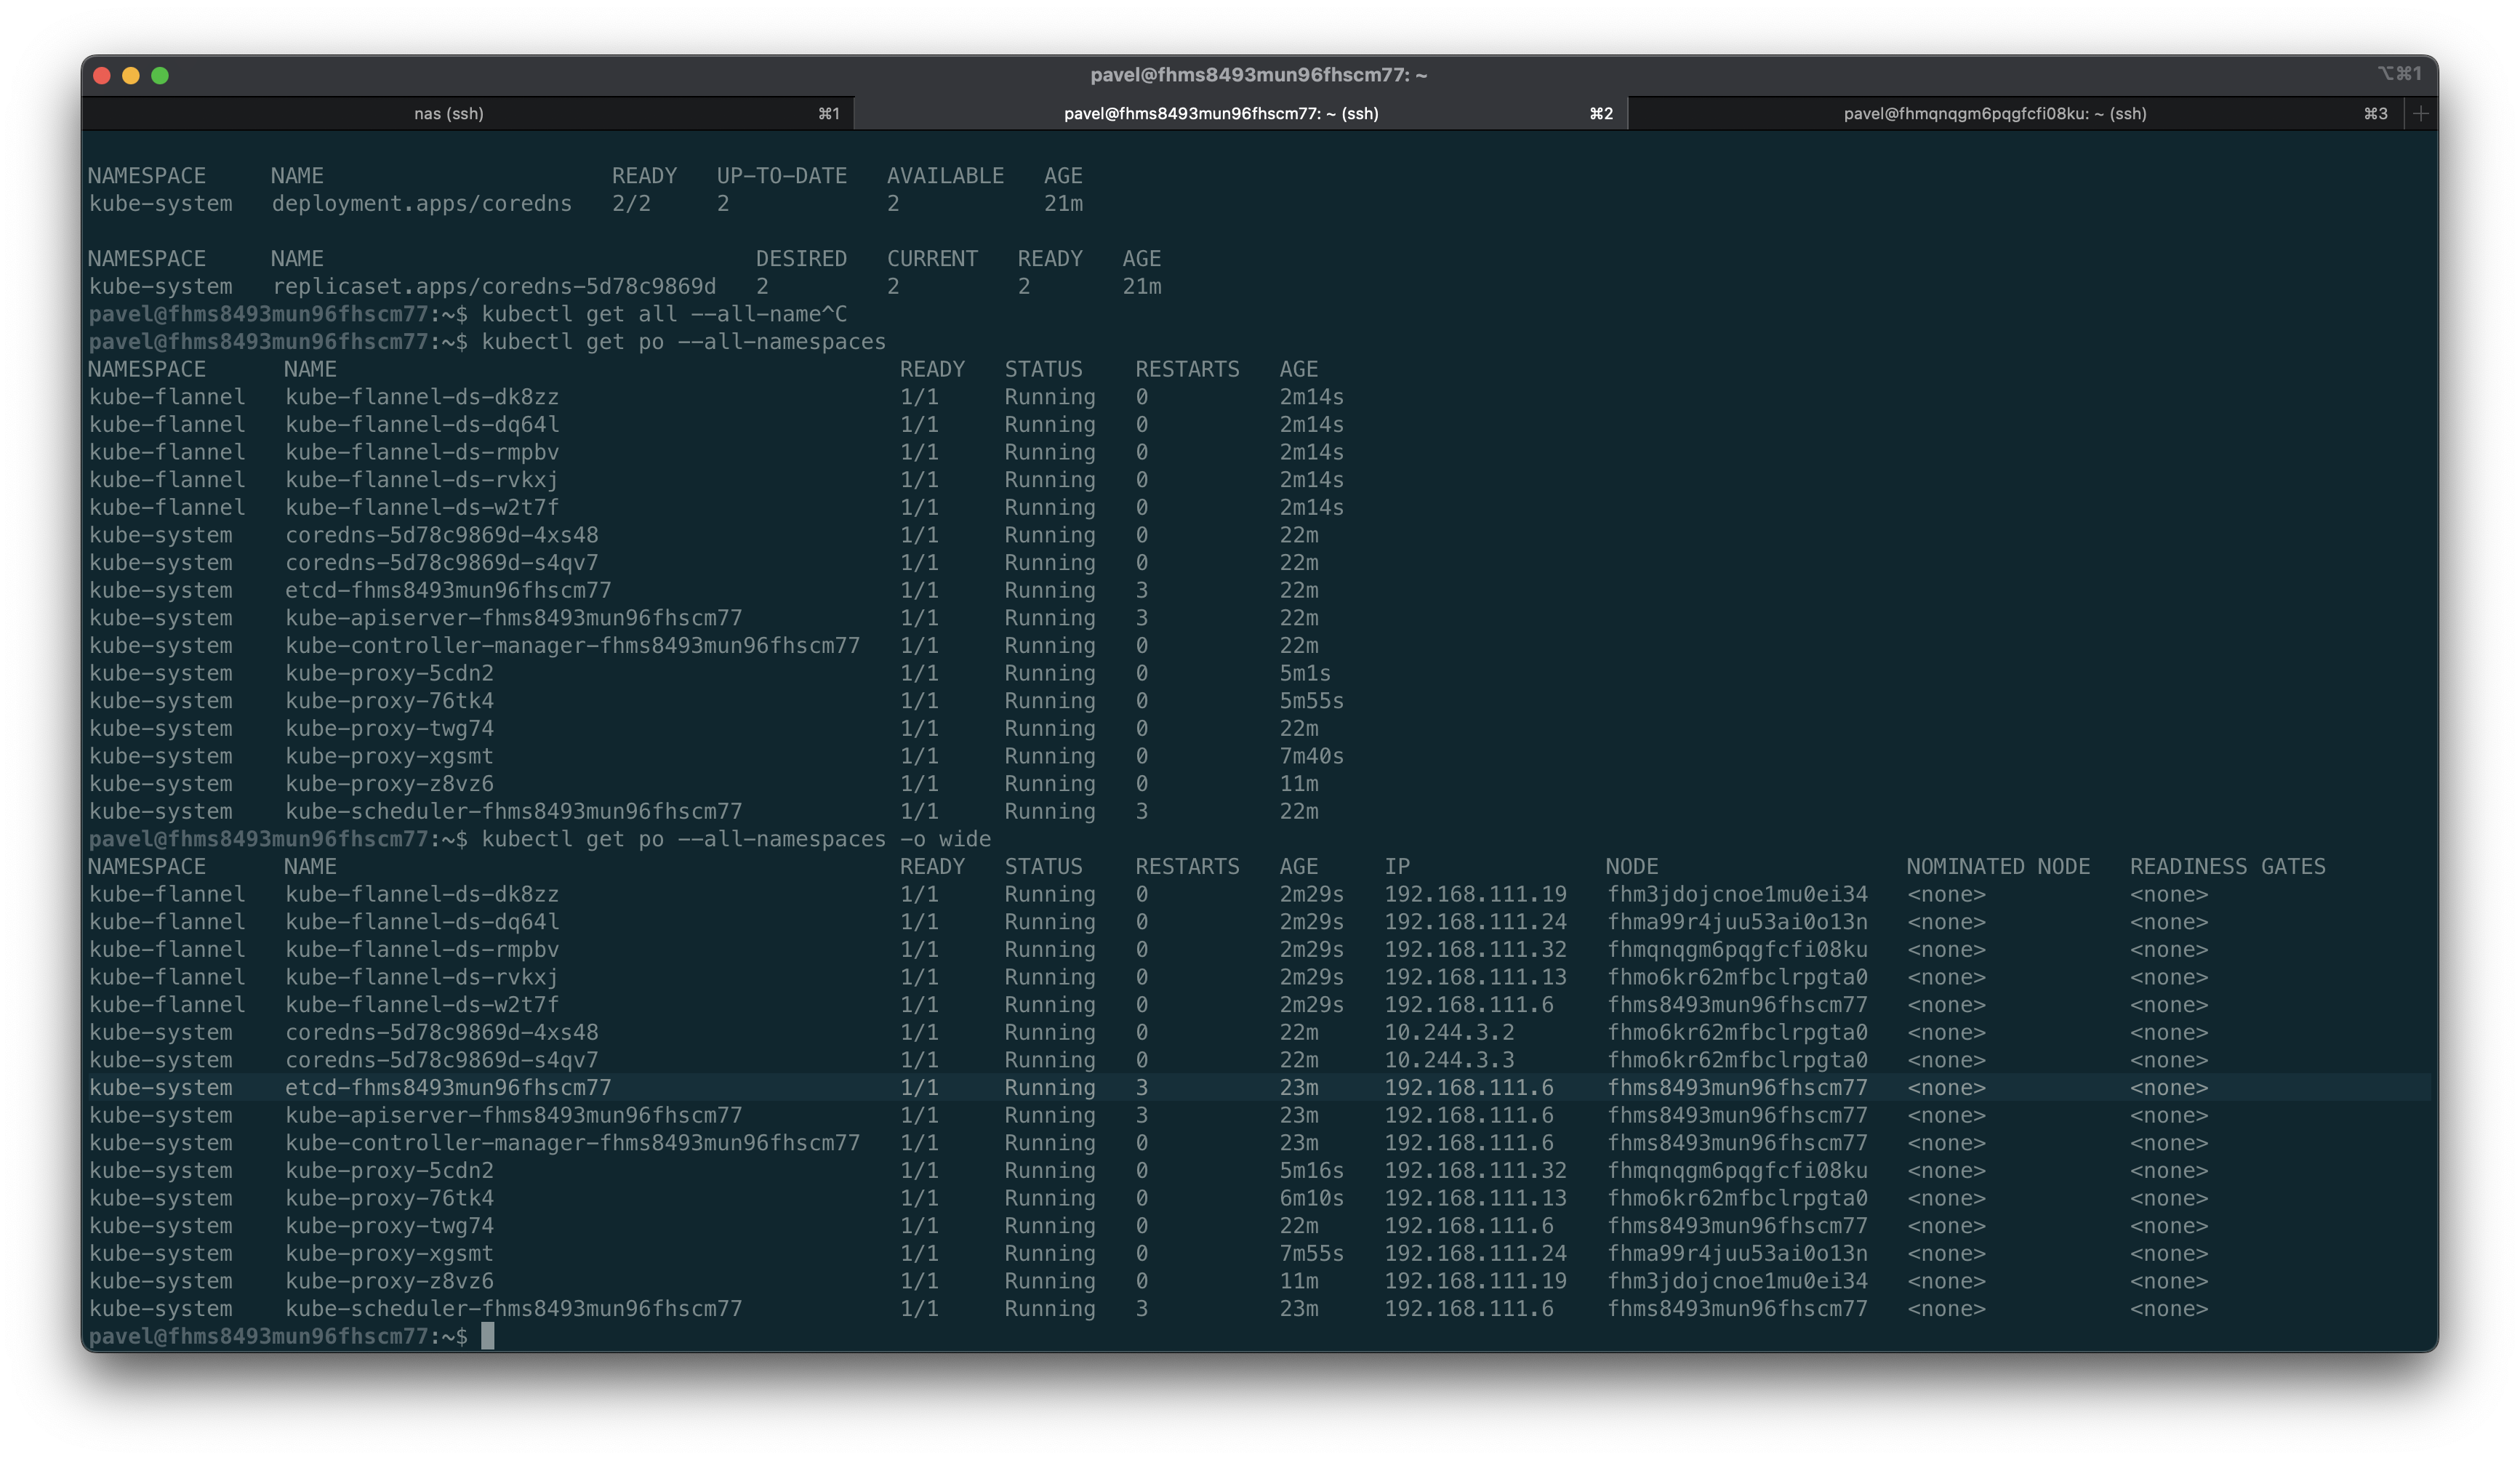 pavel@fhms8493mun96fhscm77: ~ ⌥⌘1
nas (ssh) ⌘1 pavel@fhms8493mun96fhscm77: ~ (ssh) ⌘2 pavel@fhmqnqgm6pqgfcfi08ku: ~ (ssh) ⌘3 +
NAMESPACE NAME READY UP-TO-DATE AVAILABLE AGE
kube-system deployment.apps/coredns 2/2 2 2 21m
NAMESPACE NAME DESIRED CURRENT READY AGE
kube-system replicaset.apps/coredns-5d78c9869d 2 2 2 21m
pavel@fhms8493mun96fhscm77:~$ kubectl get all --all-name^C
pavel@fhms8493mun96fhscm77:~$ kubectl get po --all-namespaces
NAMESPACE NAME READY STATUS RESTARTS AGE
kube-flannel kube-flannel-ds-dk8zz 1/1 Running 0 2m14s
kube-flannel kube-flannel-ds-dq64l 1/1 Running 0 2m14s
kube-flannel kube-flannel-ds-rmpbv 1/1 Running 0 2m14s
kube-flannel kube-flannel-ds-rvkxj 1/1 Running 0 2m14s
kube-flannel kube-flannel-ds-w2t7f 1/1 Running 0 2m14s
kube-system coredns-5d78c9869d-4xs48 1/1 Running 0 22m
kube-system coredns-5d78c9869d-s4qv7 1/1 Running 0 22m
kube-system etcd-fhms8493mun96fhscm77 1/1 Running 3 22m
kube-system kube-apiserver-fhms8493mun96fhscm77 1/1 Running 3 22m
kube-system kube-controller-manager-fhms8493mun96fhscm77 1/1 Running 0 22m
kube-system kube-proxy-5cdn2 1/1 Running 0 5m1s
kube-system kube-proxy-76tk4 1/1 Running 0 5m55s
kube-system kube-proxy-twg74 1/1 Running 0 22m
kube-system kube-proxy-xgsmt 1/1 Running 0 7m40s
kube-system kube-proxy-z8vz6 1/1 Running 0 11m
kube-system kube-scheduler-fhms8493mun96fhscm77 1/1 Running 3 22m
pavel@fhms8493mun96fhscm77:~$ kubectl get po --all-namespaces -o wide
NAMESPACE NAME READY STATUS RESTARTS AGE IP NODE NOMINATED NODE READINESS GATES
kube-flannel kube-flannel-ds-dk8zz 1/1 Running 0 2m29s 192.168.111.19 fhm3jdojcnoe1mu0ei34 <none> <none>
kube-flannel kube-flannel-ds-dq64l 1/1 Running 0 2m29s 192.168.111.24 fhma99r4juu53ai0o13n <none> <none>
kube-flannel kube-flannel-ds-rmpbv 1/1 Running 0 2m29s 192.168.111.32 fhmqnqgm6pqgfcfi08ku <none> <none>
kube-flannel kube-flannel-ds-rvkxj 1/1 Running 0 2m29s 192.168.111.13 fhmo6kr62mfbclrpgta0 <none> <none>
kube-flannel kube-flannel-ds-w2t7f 1/1 Running 0 2m29s 192.168.111.6 fhms8493mun96fhscm77 <none> <none>
kube-system coredns-5d78c9869d-4xs48 1/1 Running 0 22m 10.244.3.2 fhmo6kr62mfbclrpgta0 <none> <none>
kube-system coredns-5d78c9869d-s4qv7 1/1 Running 0 22m 10.244.3.3 fhmo6kr62mfbclrpgta0 <none> <none>
kube-system etcd-fhms8493mun96fhscm77 1/1 Running 3 23m 192.168.111.6 fhms8493mun96fhscm77 <none> <none>
kube-system kube-apiserver-fhms8493mun96fhscm77 1/1 Running 3 23m 192.168.111.6 fhms8493mun96fhscm77 <none> <none>
kube-system kube-controller-manager-fhms8493mun96fhscm77 1/1 Running 0 23m 192.168.111.6 fhms8493mun96fhscm77 <none> <none>
kube-system kube-proxy-5cdn2 1/1 Running 0 5m16s 192.168.111.32 fhmqnqgm6pqgfcfi08ku <none> <none>
kube-system kube-proxy-76tk4 1/1 Running 0 6m10s 192.168.111.13 fhmo6kr62mfbclrpgta0 <none> <none>
kube-system kube-proxy-twg74 1/1 Running 0 22m 192.168.111.6 fhms8493mun96fhscm77 <none> <none>
kube-system kube-proxy-xgsmt 1/1 Running 0 7m55s 192.168.111.24 fhma99r4juu53ai0o13n <none> <none>
kube-system kube-proxy-z8vz6 1/1 Running 0 11m 192.168.111.19 fhm3jdojcnoe1mu0ei34 <none> <none>
kube-system kube-scheduler-fhms8493mun96fhscm77 1/1 Running 3 23m 192.168.111.6 fhms8493mun96fhscm77 <none> <none>
pavel@fhms8493mun96fhscm77:~$